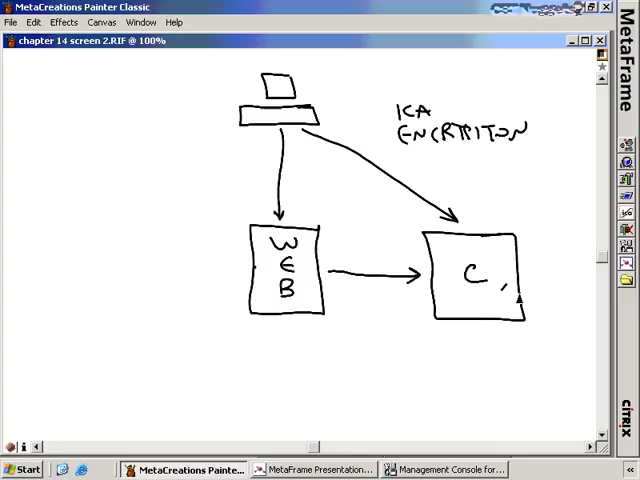 MetaCreations Painter Classic
File Edit Effects Canvas Window Help
chapter 14 screen 2.RIF @ 100%
MetaFrame
ICA
ENCRTPITON
W
E
B
C
CITRIX
Start
MetaCreations Painte...
MetaFrame Presentation...
Management Console for...
«